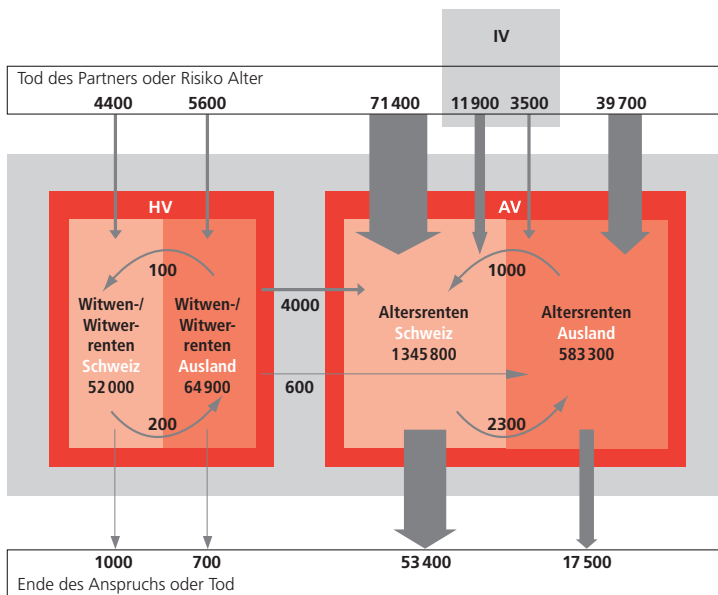 IV
Tod des Partners oder Risiko Alter
4400 5600 71 400 11 900 3500 39 700
HV AV
100 1000
Witwen-/
Witwer-
renten
Schweiz
52 000
Witwen-/
Witwer-
renten
Ausland
64 900
4000
Altersrenten
Schweiz
1 345 800
Altersrenten
Ausland
583 300
600
200 2300
1000 700 53 400 17 500
Ende des Anspruchs oder Tod